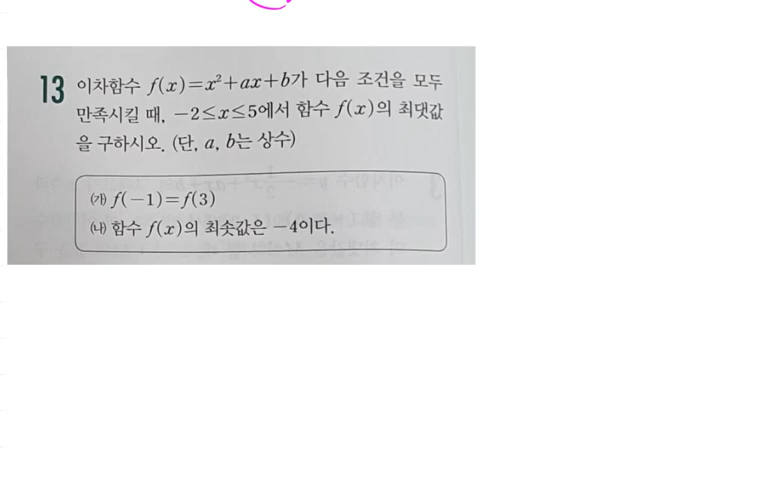 13 이차함수 f(x)=x²+ax+b가 다음 조건을 모두
만족시킬 때, −2≤x≤5에서 함수 f(x)의 최댓값
을 구하시오. (단, a, b는 상수)
㈎ f(−1)=f(3)
㈏ 함수 f(x)의 최솟값은 −4이다.